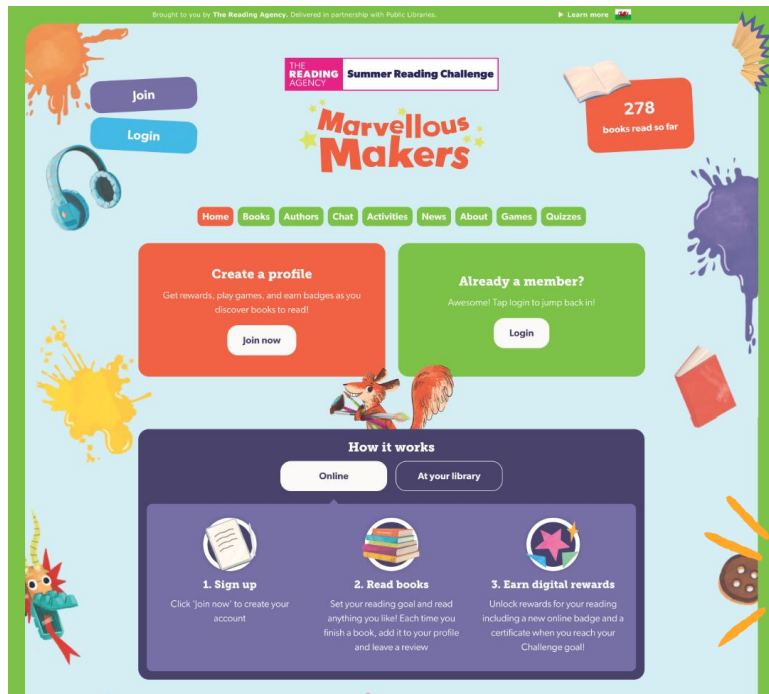 Brought to you by The Reading Agency. Delivered in partnership with Public Libraries.
Learn more
Join
Login
THE
READING
AGENCY
Summer Reading Challenge
Marvellous
Makers
278
books read so far
Home
Books
Authors
Chat
Activities
News
About
Games
Quizzes
Create a profile
Get rewards, play games, and earn badges as you
discover books to read!
Join now
Already a member?
Awesome! Tap login to jump back in!
Login
How it works
Online
At your library
1. Sign up
Click 'Join now' to create your
account
2. Read books
Set your reading goal and read
anything you like! Each time you
finish a book, add it to your profile
and leave a review
3. Earn digital rewards
Unlock rewards for your reading
including a new online badge and a
certificate when you reach your
Challenge goal!